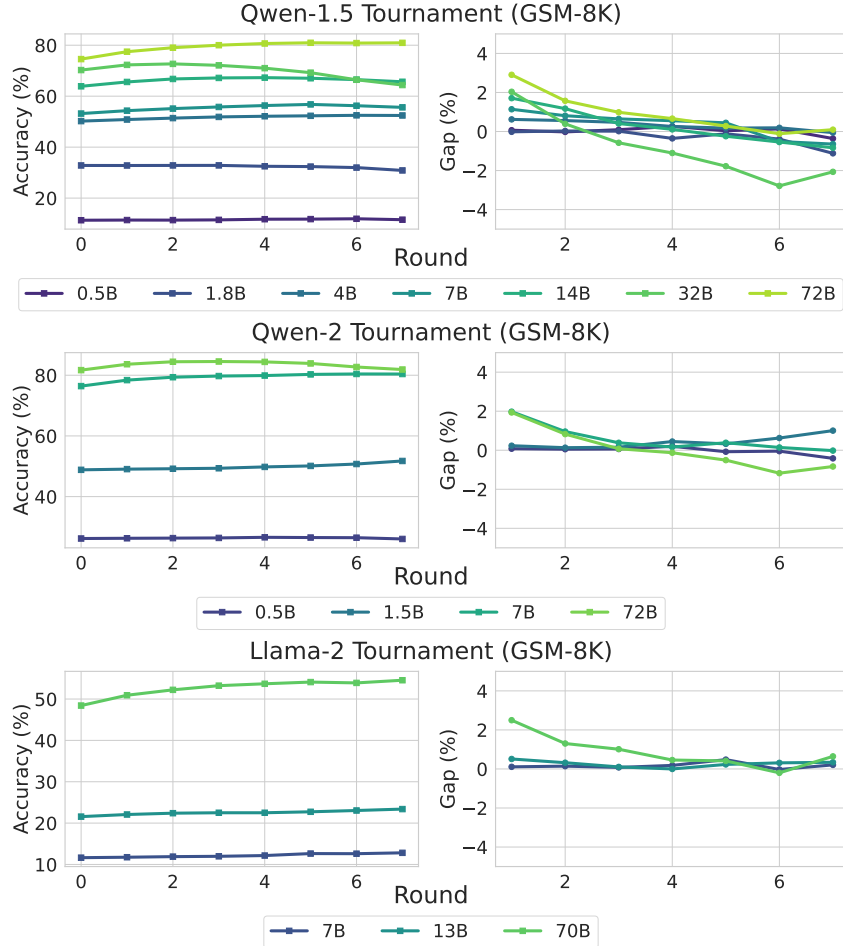 Qwen-1.5 Tournament (GSM-8K)
Accuracy (%)
80
60
40
20
0 2 4 6
Gap (%)
4
2
0
−2
−4
2 4 6
Round
0.5B 1.8B 4B 7B 14B 32B 72B
Qwen-2 Tournament (GSM-8K)
Accuracy (%)
80
60
40
0 2 4 6
Gap (%)
4
2
0
−2
−4
2 4 6
Round
0.5B 1.5B 7B 72B
Llama-2 Tournament (GSM-8K)
Accuracy (%)
50
40
30
20
10
0 2 4 6
Gap (%)
4
2
0
−2
−4
2 4 6
Round
7B 13B 70B